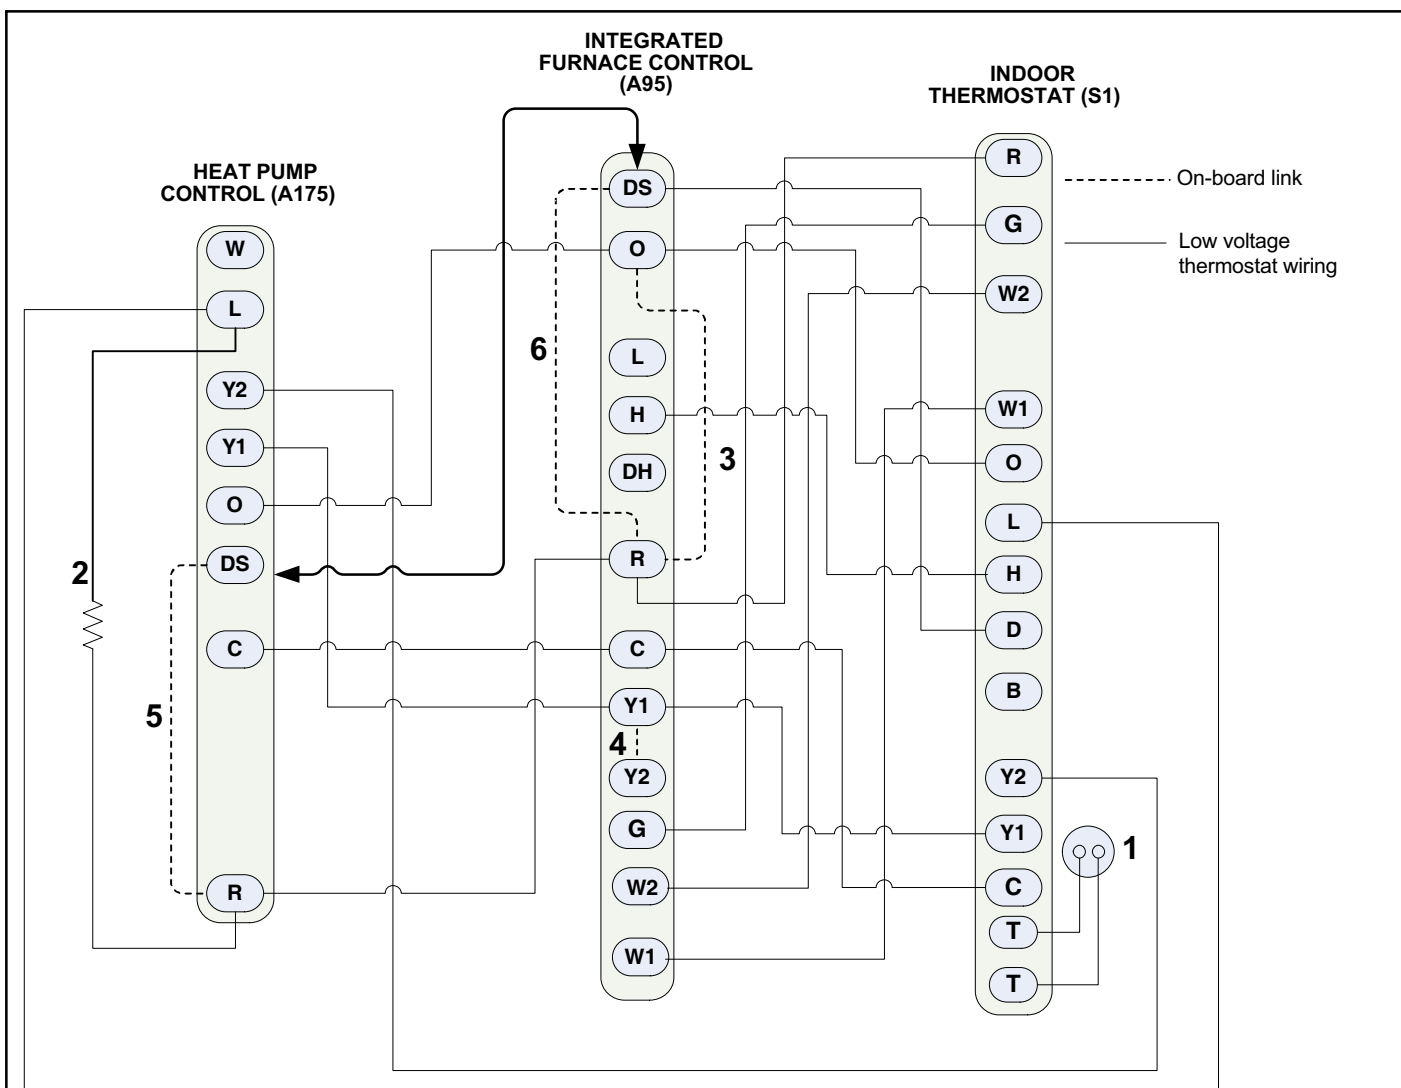 INTEGRATED
FURNACE CONTROL
(A95)
INDOOR
THERMOSTAT (S1)
HEAT PUMP
CONTROL (A175)
On-board link
Low voltage
thermostat wiring
W
L
Y2
Y1
O
DS
C
R
2
5
DS
O
L
H
DH
R
C
Y1
Y2
G
W2
W1
6
3
4
R
G
W2
W1
O
L
H
D
B
Y2
Y1
C
T
T
1